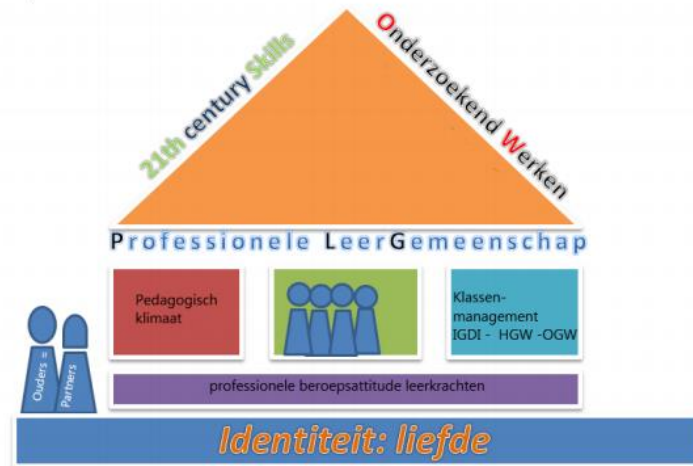 21th century Skills
Onderzoekend Werken
Professionele LeerGemeenschap
Pedagogisch
klimaat
Klassen-
management
IGDI - HGW -OGW
Ouders =
Partners
professionele beroepsattitude leerkrachten
Identiteit: liefde